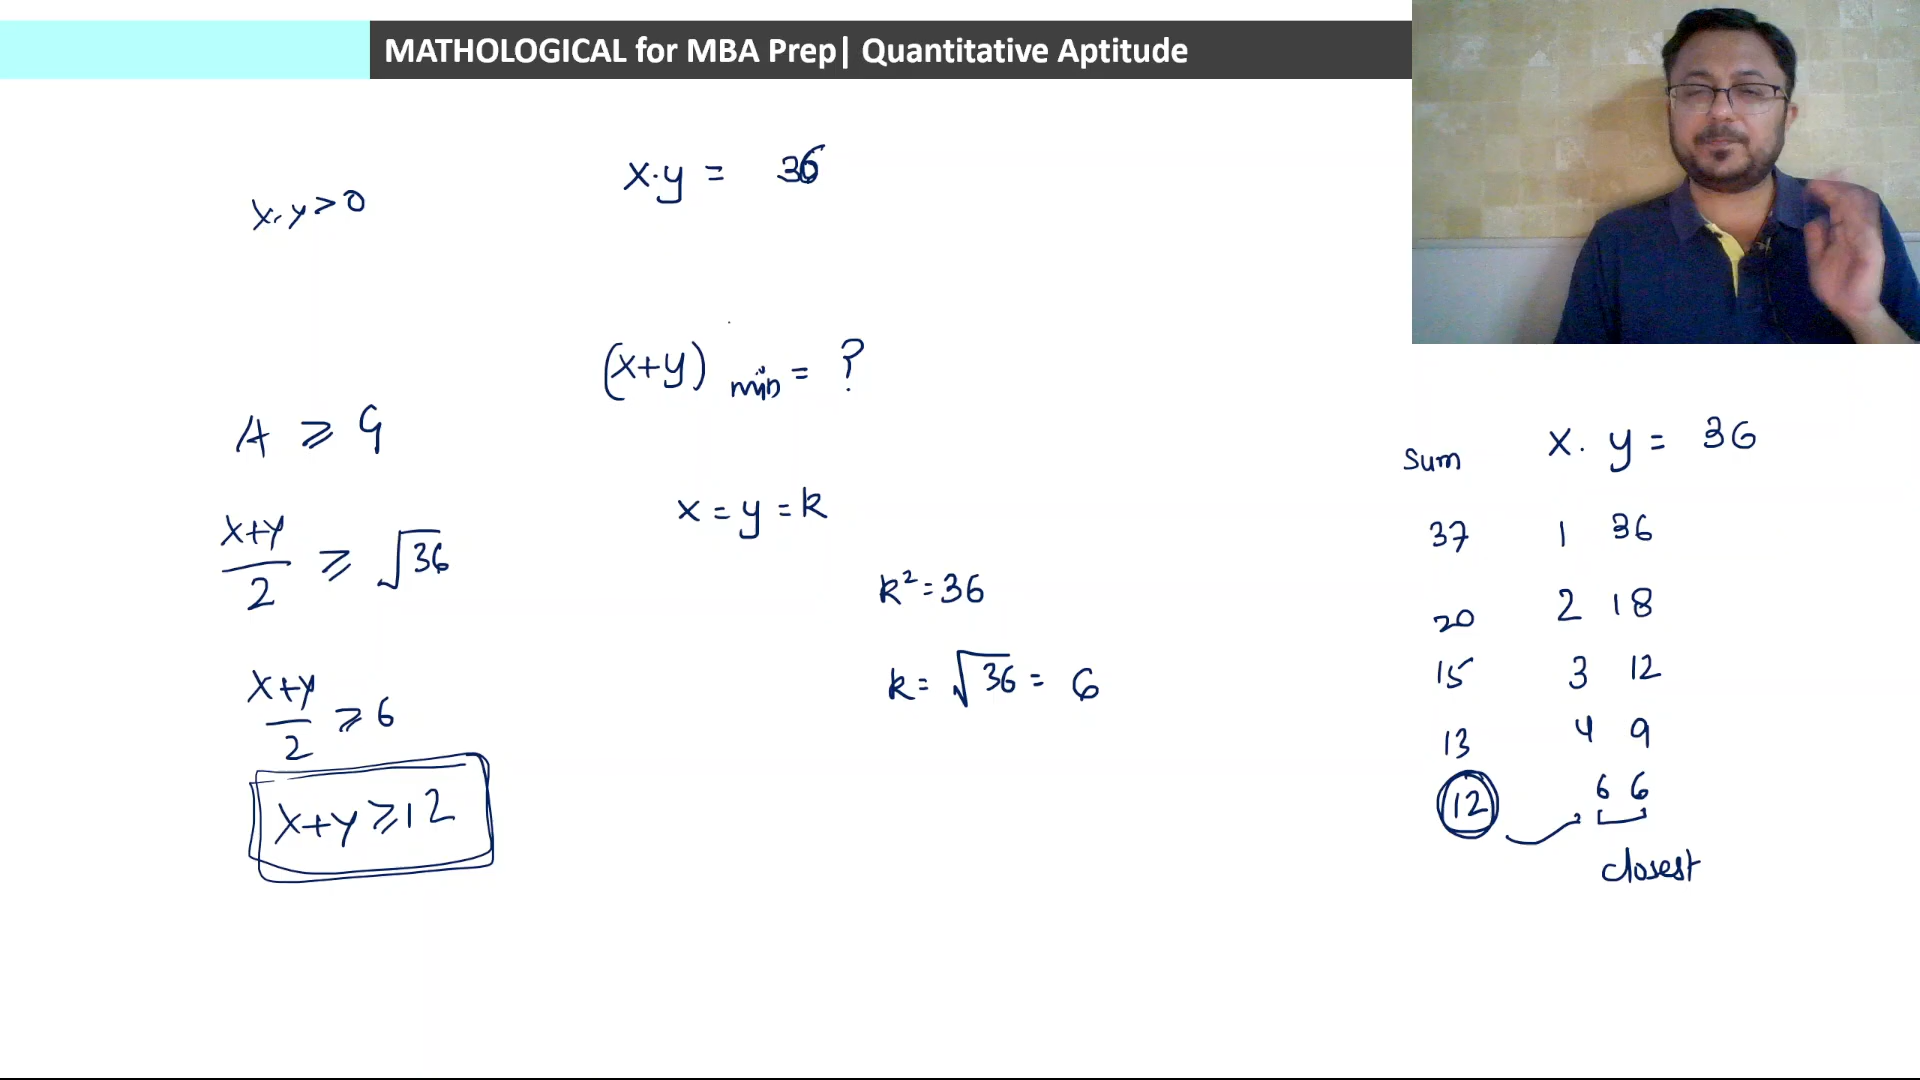 MATHOLOGICAL for MBA Prep| Quantitative Aptitude
x, y > 0
x.y = 36
(x+y) min = ?
A ⩾ G
x+y/2 ⩾ √36
x+y/2 ⩾ 6
x+y ⩾ 12
x = y = k
k² = 36
k = √36 = 6
Sum x. y = 36
37 1 36
20 2 18
15 3 12
13 4 9
12 6 6
closest